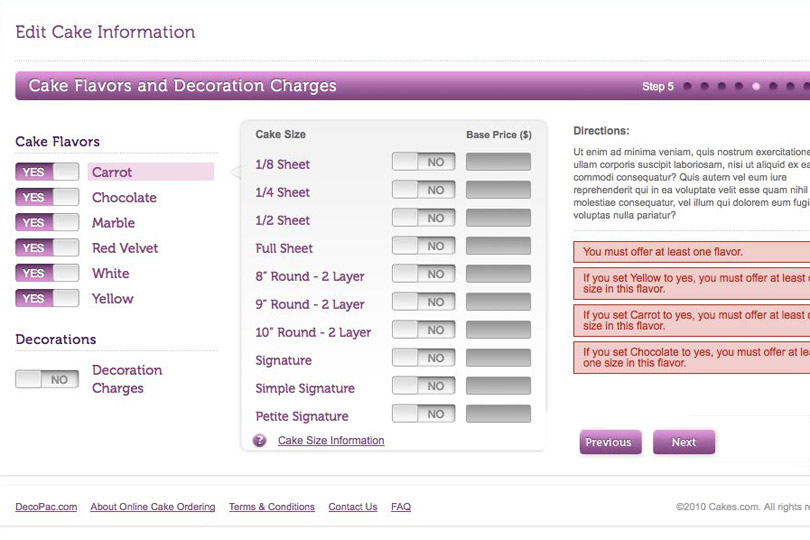 Edit Cake Information
Cake Flavors and Decoration Charges
Step 5
Cake Flavors
YES Carrot
YES Chocolate
YES Marble
YES Red Velvet
YES White
YES Yellow
Decorations
NO Decoration
Charges
Cake Size Base Price ($)
1/8 Sheet NO
1/4 Sheet NO
1/2 Sheet NO
Full Sheet NO
8" Round - 2 Layer NO
9" Round - 2 Layer NO
10" Round - 2 Layer NO
Signature NO
Simple Signature NO
Petite Signature NO
? Cake Size Information
Directions:
Ut enim ad minima veniam, quis nostrum exercitatione
ullam corporis suscipit laboriosam, nisi ut aliquid ex ea
commodi consequatur? Quis autem vel eum iure
reprehenderit qui in ea voluptate velit esse quam nihil
molestiae consequatur, vel illum qui dolorem eum fugi
voluptas nulla pariatur?
You must offer at least one flavor.
If you set Yellow to yes, you must offer at least
size in this flavor.
If you set Carrot to yes, you must offer at least
size in this flavor.
If you set Chocolate to yes, you must offer at least
one size in this flavor.
Previous Next
DecoPac.com About Online Cake Ordering Terms & Conditions Contact Us FAQ
©2010 Cakes.com. All rights